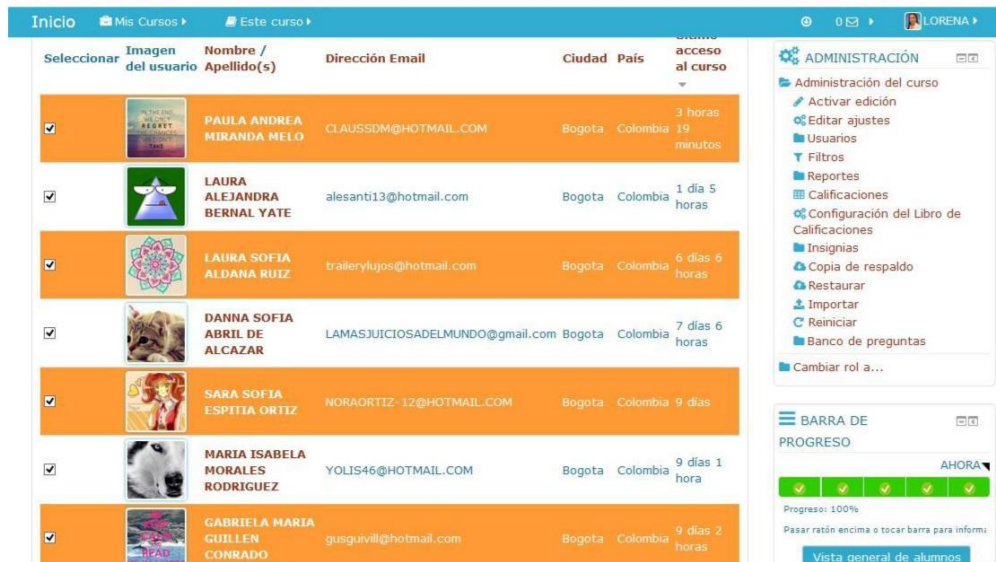 Inicio Mis Cursos Este curso 0 LORENA
Seleccionar Imagen del usuario Nombre / Apellido(s) Dirección Email Ciudad País acceso al curso
PAULA ANDREA MIRANDA MELO CLAUSSDM@HOTMAIL.COM Bogota Colombia 3 horas 19 minutos
LAURA ALEJANDRA BERNAL YATE alesanti13@hotmail.com Bogota Colombia 1 día 5 horas
LAURA SOFIA ALDANA RUIZ trailerylujos@hotmail.com Bogota Colombia 6 días 6 horas
DANNA SOFIA ABRIL DE ALCAZAR LAMASJUICIOSADELMUNDO@gmail.com Bogota Colombia 7 días 6 horas
SARA SOFIA ESPITIA ORTIZ NORAORTIZ-12@HOTMAIL.COM Bogota Colombia 9 días
MARIA ISABELA MORALES RODRIGUEZ YOLIS46@HOTMAIL.COM Bogota Colombia 9 días 1 hora
GABRIELA MARIA GUILLEN CONRADO gusguivill@hotmail.com Bogota Colombia 9 días 2 horas
ADMINISTRACIÓN
Administración del curso
Activar edición
Editar ajustes
Usuarios
Filtros
Reportes
Calificaciones
Configuración del Libro de
Calificaciones
Insignias
Copia de respaldo
Restaurar
Importar
Reiniciar
Banco de preguntas
Cambiar rol a...
BARRA DE
PROGRESO
AHORA
Progreso: 100%
Pasar ratón encima o tocar barra para
Vista general de alumnos